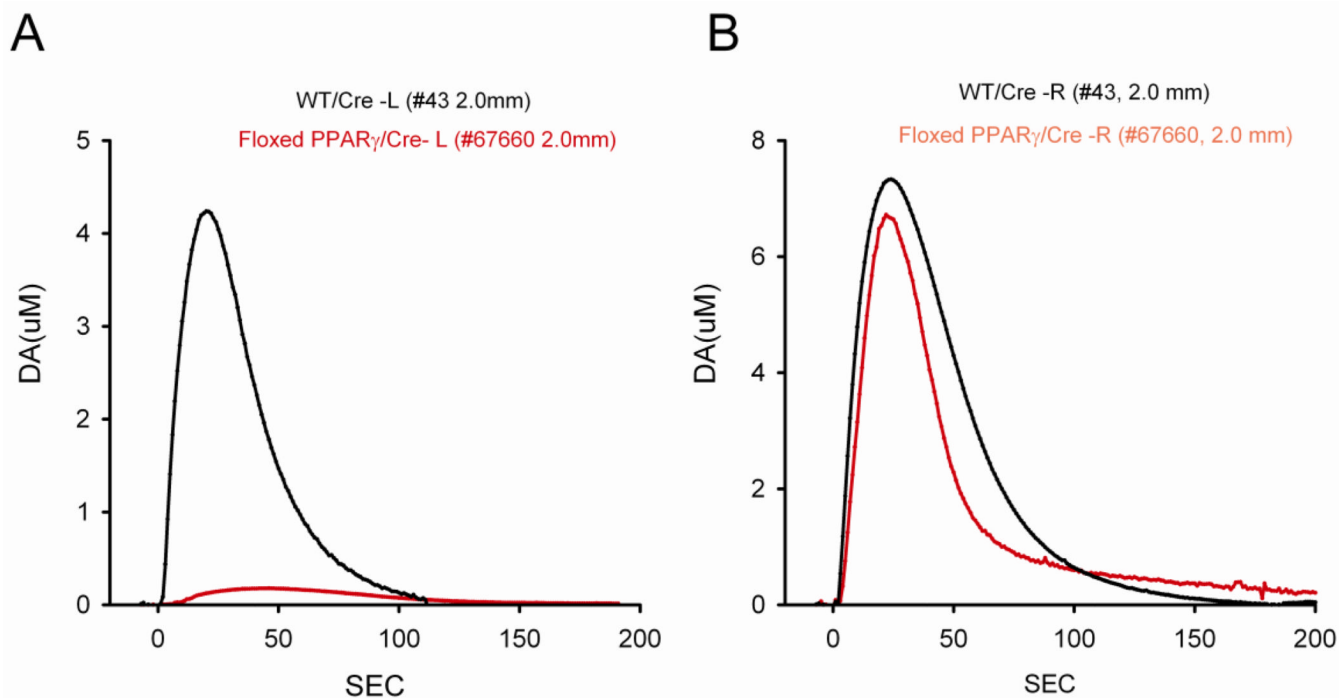 A
WT/Cre -L (#43 2.0mm)
Floxed PPARγ/Cre- L (#67660 2.0mm)
5
4
3
2
1
0
DA(uM)
0 50 100 150 200
SEC
B
WT/Cre -R (#43, 2.0 mm)
Floxed PPARγ/Cre -R (#67660, 2.0 mm)
8
6
4
2
0
DA(uM)
0 50 100 150 200
SEC